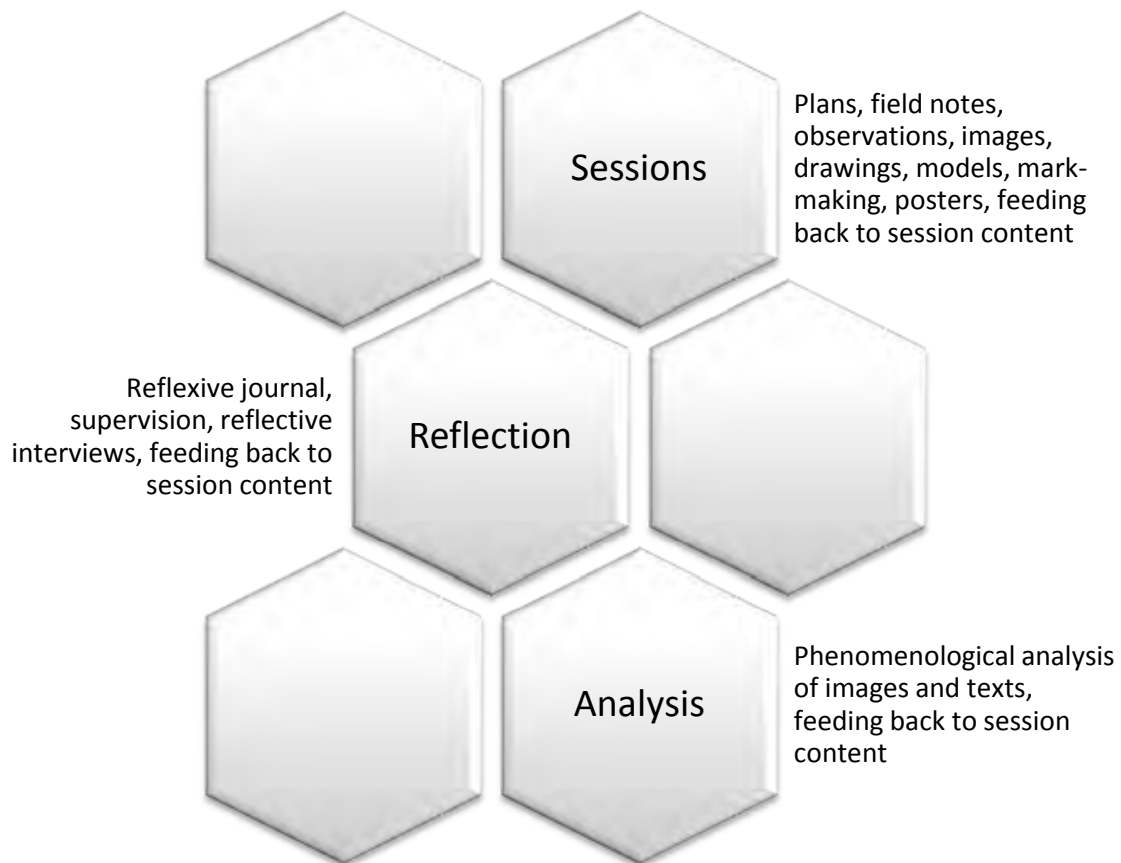 Sessions
Plans, field notes,
observations, images,
drawings, models, mark-
making, posters, feeding
back to session content
Reflexive journal,
supervision, reflective
interviews, feeding back to
session content
Reflection
Analysis
Phenomenological analysis
of images and texts,
feeding back to session
content